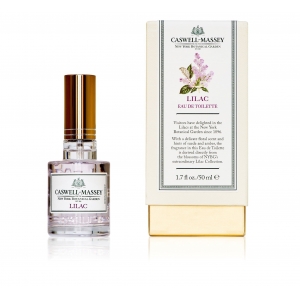 CASWELL-MASSEY
NEW YORK BOTANICAL GARDEN
LILAC
EAU DE TOILETTE
Visitors have delighted in the
Lilacs at the New York
Botanical Garden since 1896.
With a delicate floral scent and
hints of suede and amber, the
fragrance in this Eau de Toilette
is derived directly from
the blossoms of NYBG's
extraordinary Lilac Collection.
1.7 fl.oz./50 ml ℮
CASWELL-MASSEY
NEW YORK BOTANICAL GARDEN
LILAC